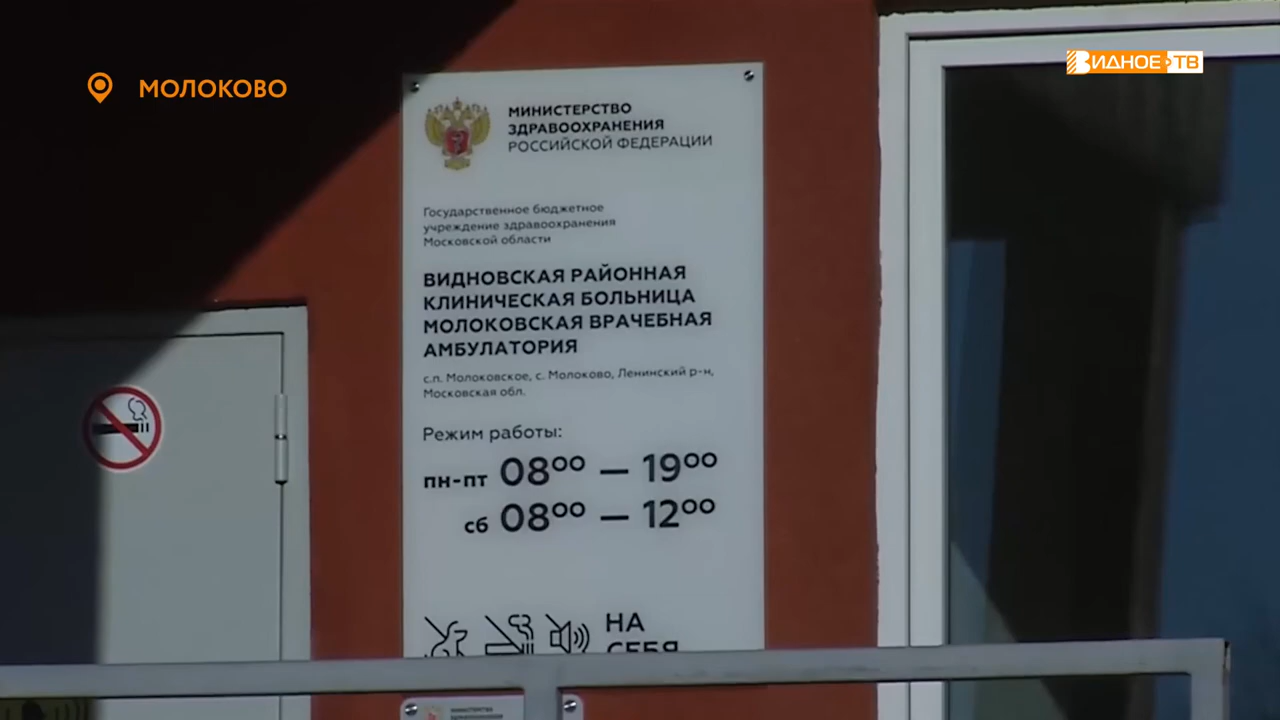 МОЛОКОВО
ВИДНОЕ ТВ
МИНИСТЕРСТВО
ЗДРАВООХРАНЕНИЯ
РОССИЙСКОЙ ФЕДЕРАЦИИ
Государственное бюджетное
учреждение здравоохранения
Московской области
ВИДНОВСКАЯ РАЙОННАЯ
КЛИНИЧЕСКАЯ БОЛЬНИЦА
МОЛОКОВСКАЯ ВРАЧЕБНАЯ
АМБУЛАТОРИЯ
с.п. Молоковское, с. Молоково, Ленинский р-н,
Московская обл.
Режим работы:
пн-пт 08⁰⁰ — 19⁰⁰
сб 08⁰⁰ — 12⁰⁰
НА
СЕБЯ